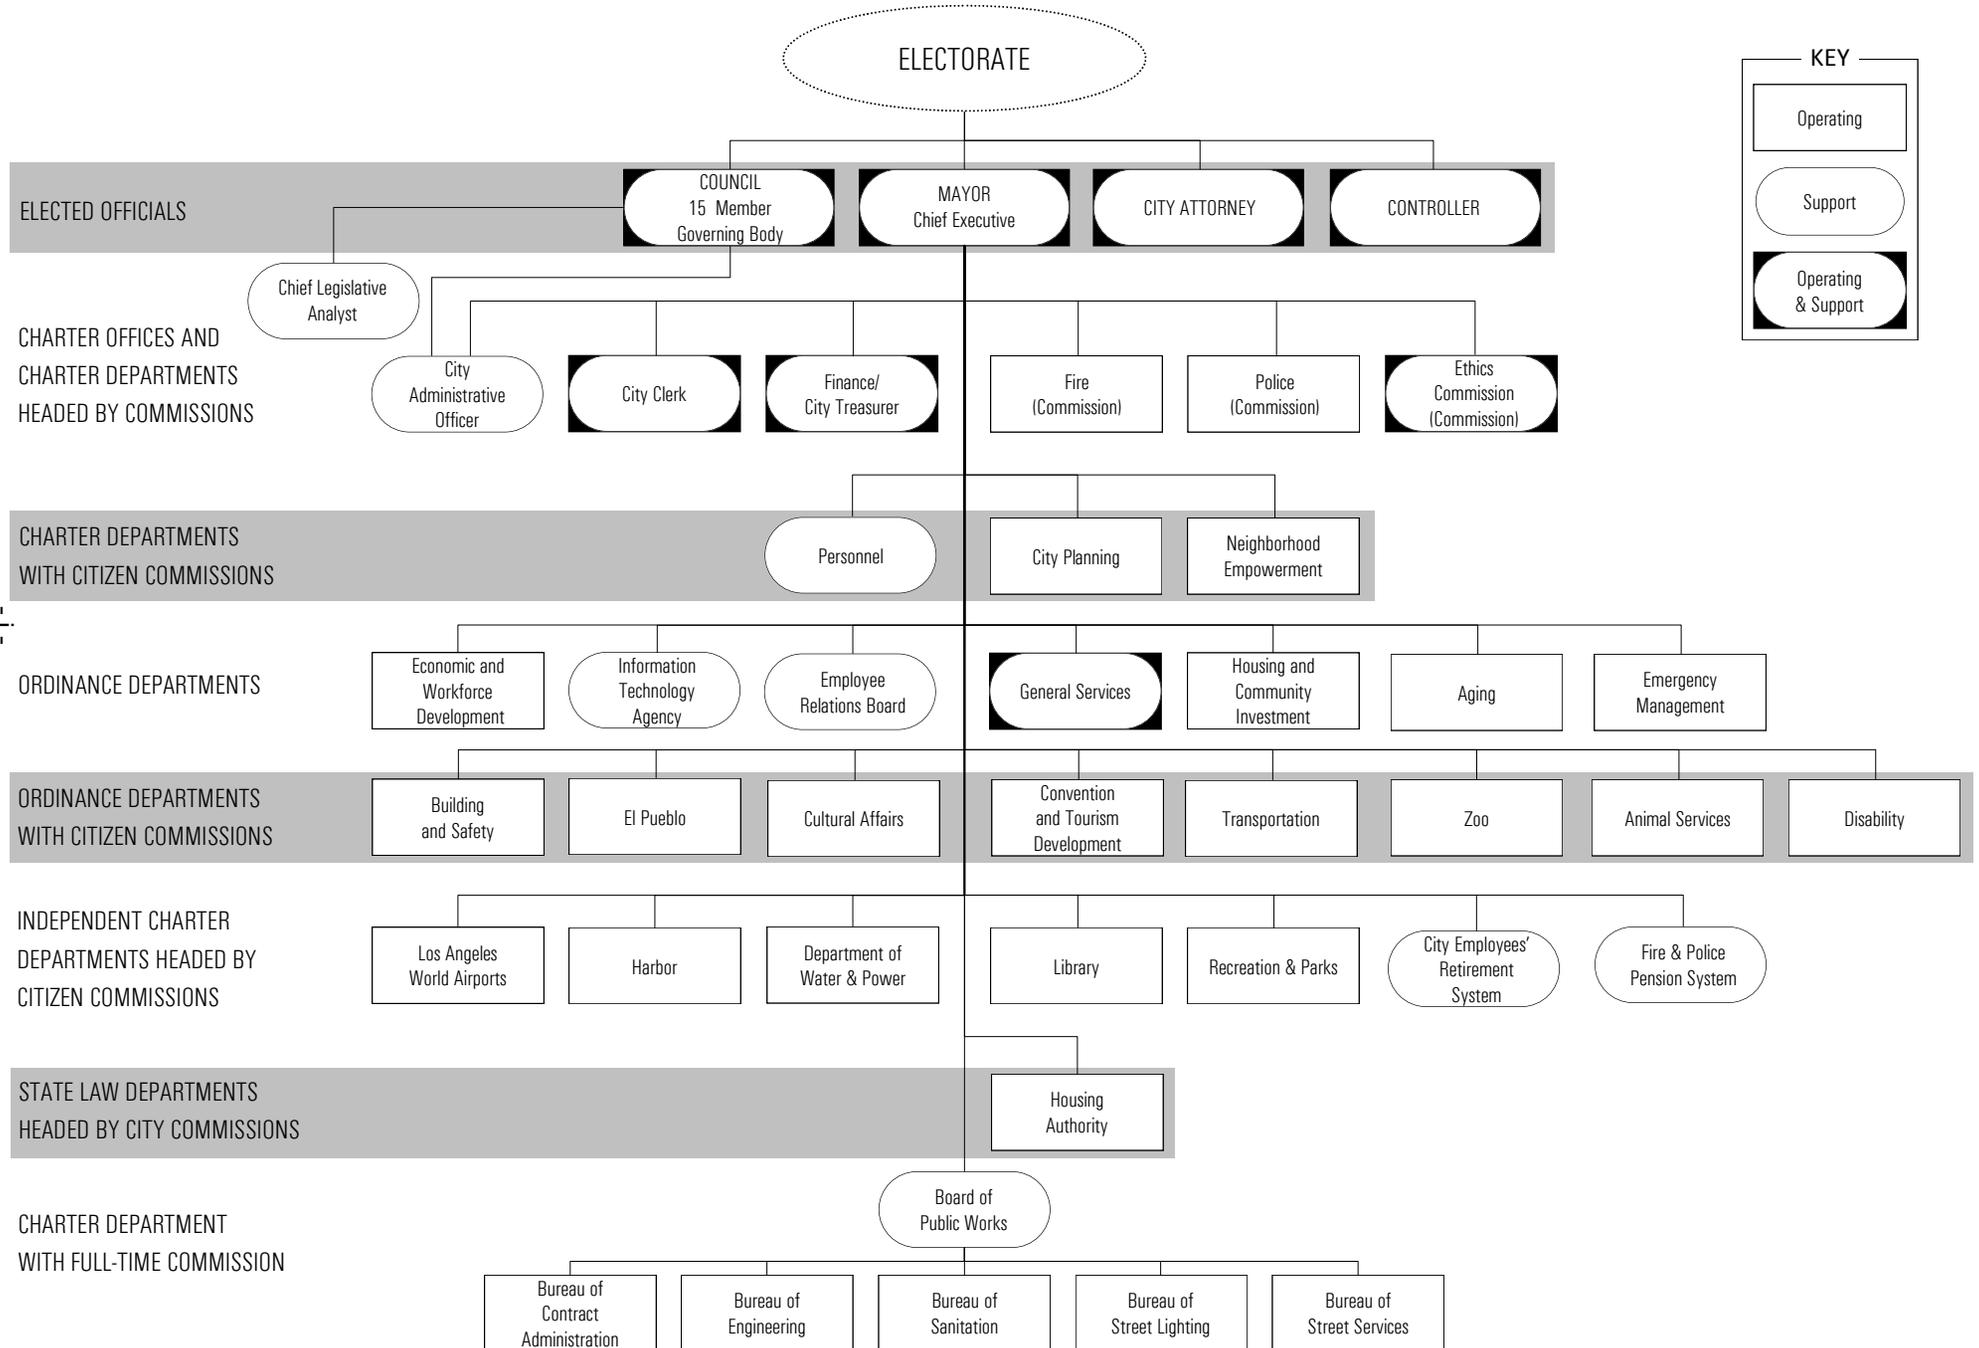 ELECTORATE
KEY
Operating
Support
Operating
& Support
ELECTED OFFICIALS
COUNCIL
15 Member
Governing Body
MAYOR
Chief Executive
CITY ATTORNEY
CONTROLLER
Chief Legislative
Analyst
CHARTER OFFICES AND
CHARTER DEPARTMENTS
HEADED BY COMMISSIONS
City
Administrative
Officer
City Clerk
Finance/
City Treasurer
Fire
(Commission)
Police
(Commission)
Ethics
Commission
(Commission)
CHARTER DEPARTMENTS
WITH CITIZEN COMMISSIONS
Personnel
City Planning
Neighborhood
Empowerment
ORDINANCE DEPARTMENTS
Economic and
Workforce
Development
Information
Technology
Agency
Employee
Relations Board
General Services
Housing and
Community
Investment
Aging
Emergency
Management
ORDINANCE DEPARTMENTS
WITH CITIZEN COMMISSIONS
Building
and Safety
El Pueblo
Cultural Affairs
Convention
and Tourism
Development
Transportation
Zoo
Animal Services
Disability
INDEPENDENT CHARTER
DEPARTMENTS HEADED BY
CITIZEN COMMISSIONS
Los Angeles
World Airports
Harbor
Department of
Water & Power
Library
Recreation & Parks
City Employees’
Retirement
System
Fire & Police
Pension System
STATE LAW DEPARTMENTS
HEADED BY CITY COMMISSIONS
Housing
Authority
CHARTER DEPARTMENT
WITH FULL-TIME COMMISSION
Board of
Public Works
Bureau of
Contract
Administration
Bureau of
Engineering
Bureau of
Sanitation
Bureau of
Street Lighting
Bureau of
Street Services